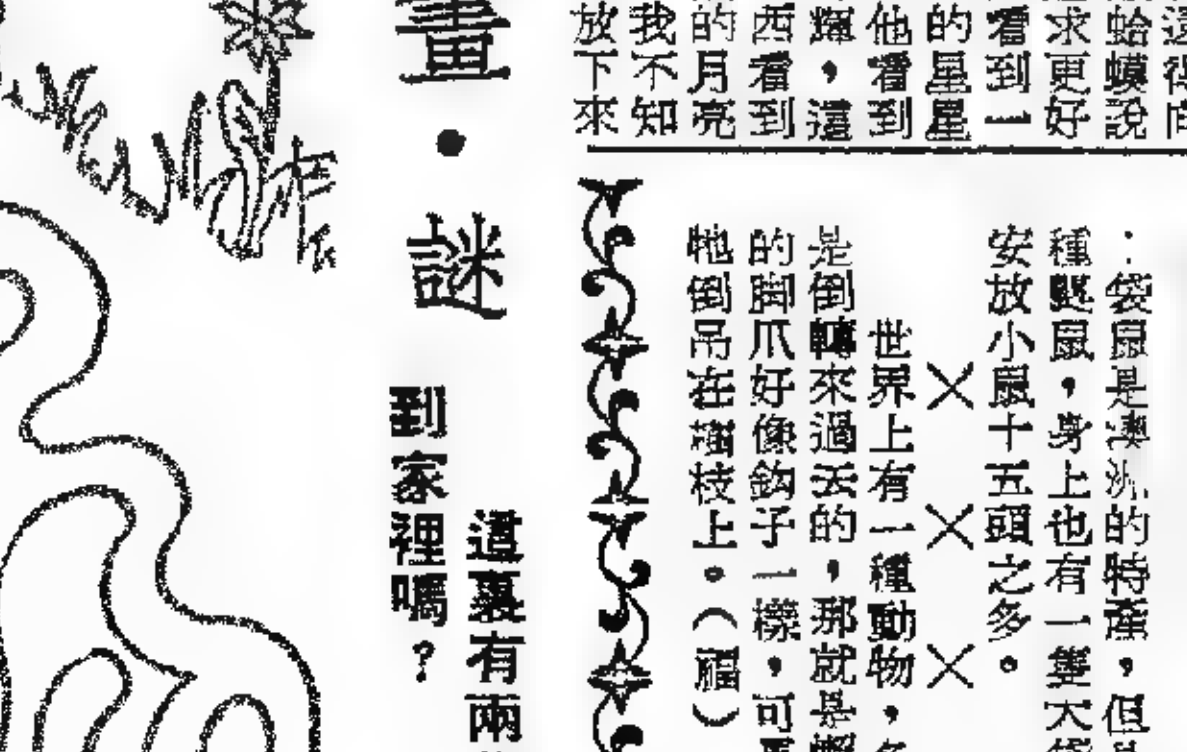 遠得向
蛤蟆說
求更好
看到一
的星星
他看到
輝，這
西看到
的月亮
我不知
放下來
：袋鼠是澳洲的特產，但
種鼴鼠，身上也有一隻大袋
安放小鼠十五頭之多。
×××
世界上有一種動物，名
是倒轉來過去的，那就是
的脚爪好像鈎子一樣，可
牠倒吊在樹枝上。（福）
畫·謎
這裏有兩
到家裡嗎？